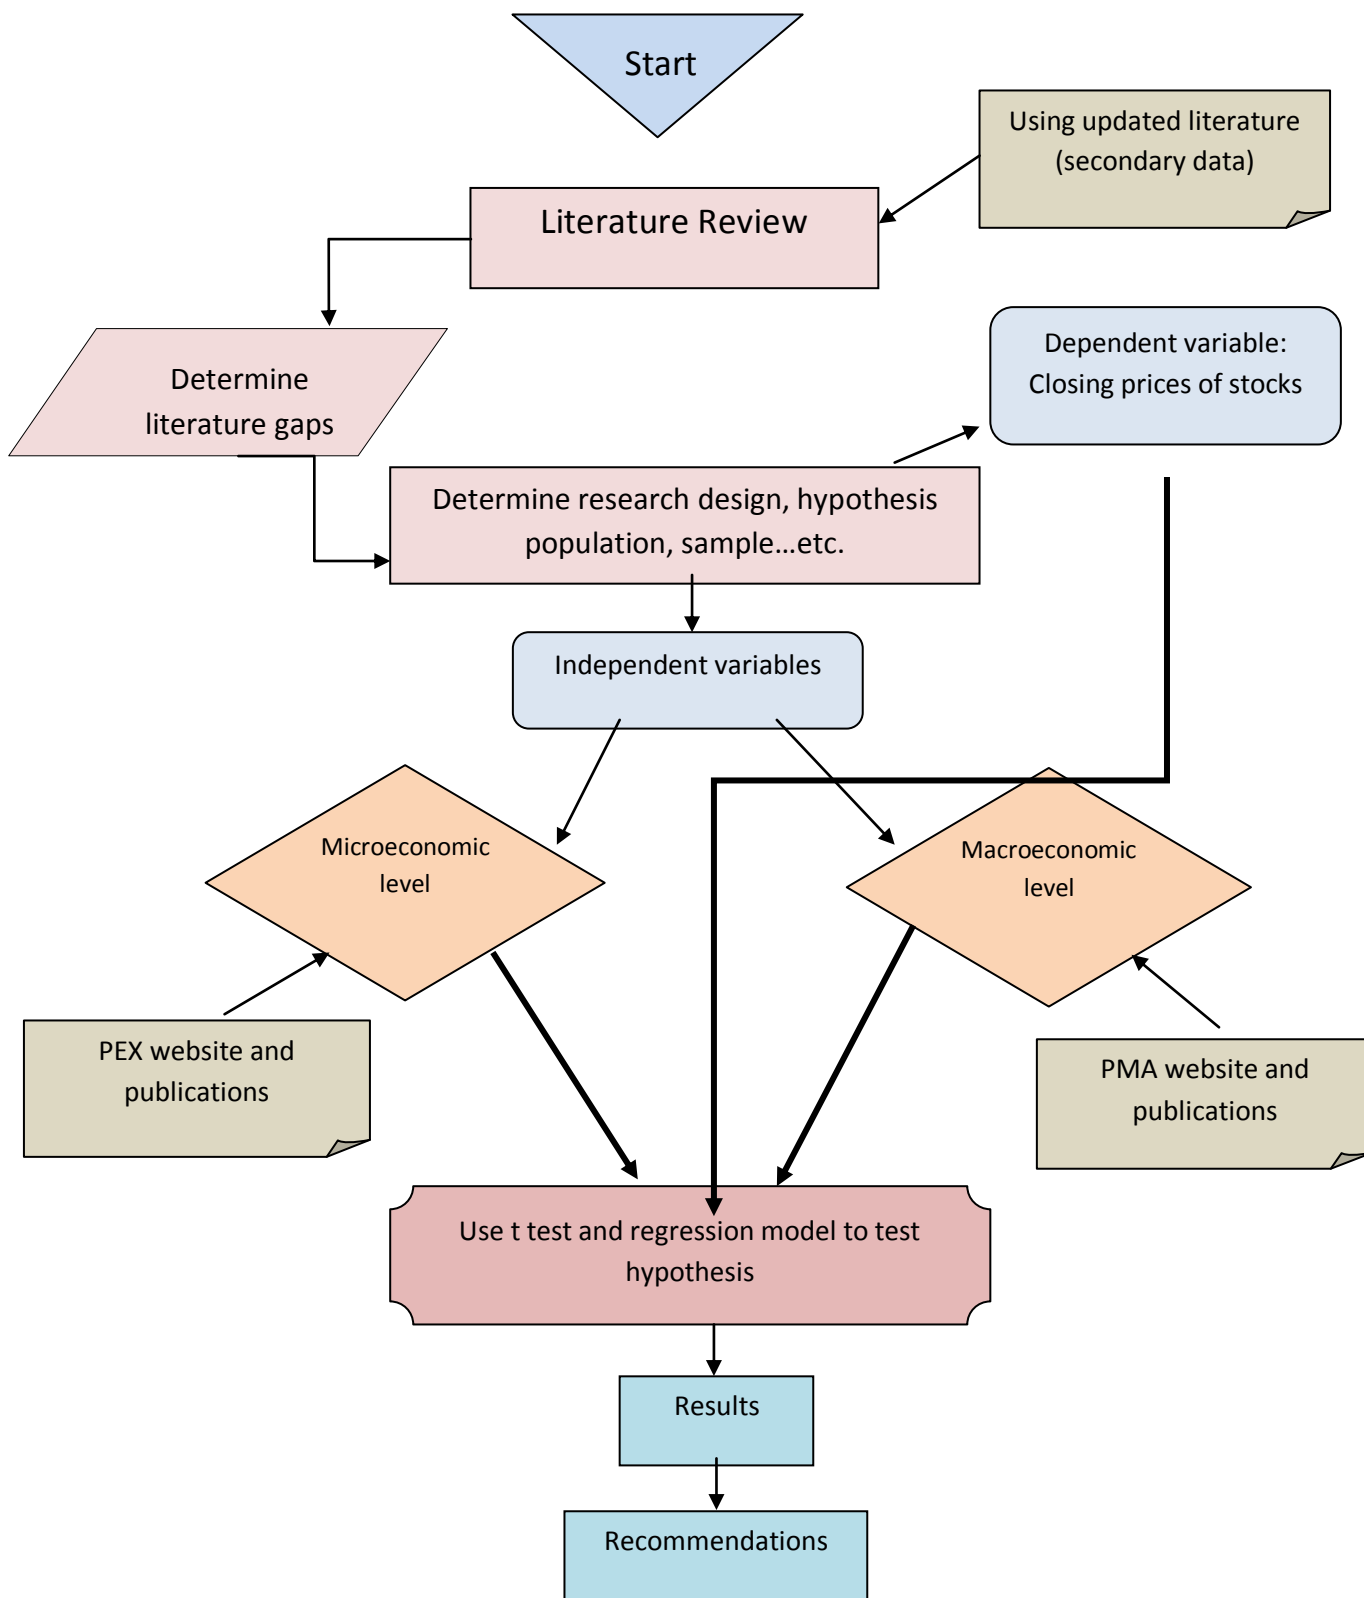 Start
Using updated literature
(secondary data)
Literature Review
Dependent variable:
Closing prices of stocks
Determine
literature gaps
Determine research design, hypothesis
population, sample…etc.
Independent variables
Microeconomic
level
Macroeconomic
level
PEX website and
publications
PMA website and
publications
Use t test and regression model to test
hypothesis
Results
Recommendations